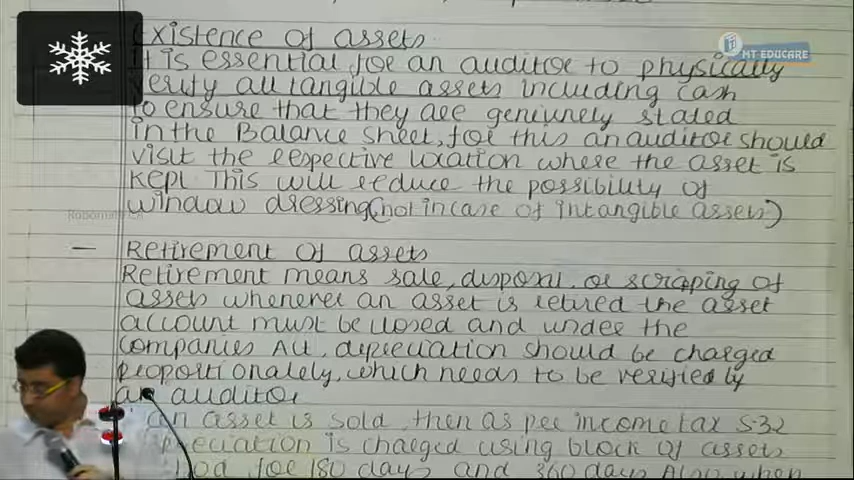 Existence of assets
It is essential for an auditor to physically
verify all tangible assets including cash
to ensure that they are geniunely stated
in the Balance sheet, for this an auditor should
visit the respective location where the asset is
kept. This will reduce the possibility of
window dressing (not in case of intangible assets)
— Retirement of assets
Retirement means sale, disposal or scraping of
assets whenever an asset is retired the asset
account must be closed and under the
companies Act, depreciation should be charged
proportionately, which needs to be verified by
an auditor
an asset is sold, then as per income tax S-32
depreciation is charged using block of assets
for 180 days and 360 days Also when
MT EDUCARE